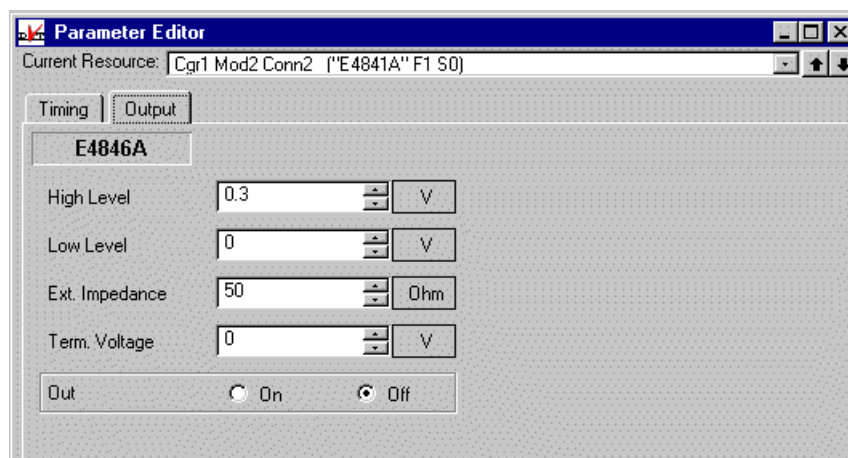 Parameter Editor
Current Resource: Cgr1 Mod2 Conn2 ("E4841A" F1 S0)
Timing Output
E4846A
High Level 0.3 V
Low Level 0 V
Ext. Impedance 50 Ohm
Term. Voltage 0 V
Out On Off